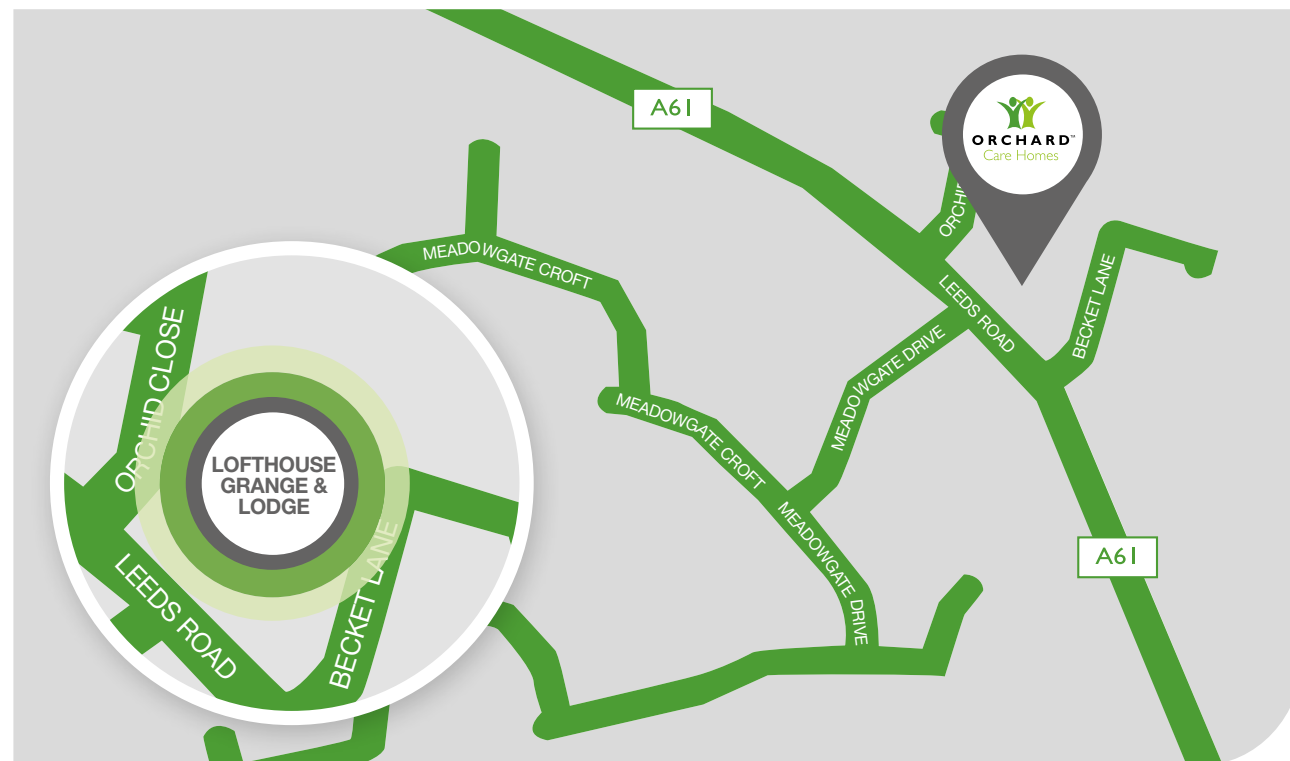 A61
ORCHARD™
Care Homes
MEADOWGATE CROFT
LEEDS ROAD
BECKET LANE
MEADOWGATE DRIVE
MEADOWGATE CROFT
MEADOWGATE DRIVE
A61
ORCHID CLOSE
LOFTHOUSE
GRANGE &
LODGE
LEEDS ROAD
BECKET LANE